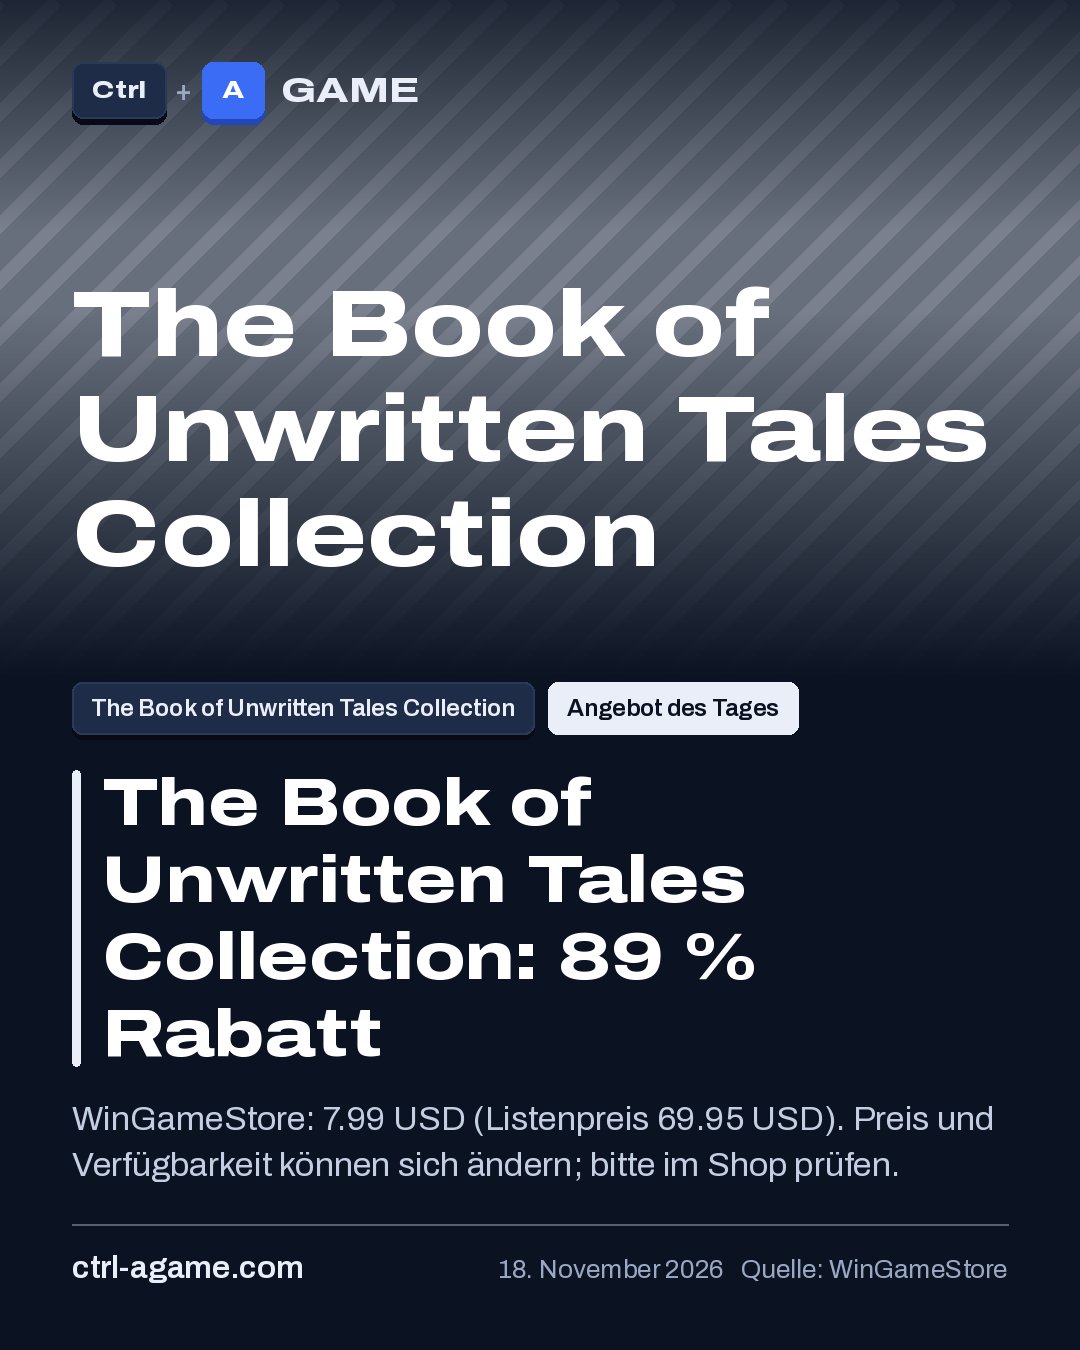 Ctrl + A GAME
The Book of
Unwritten Tales
Collection
The Book of Unwritten Tales Collection Angebot des Tages
The Book of
Unwritten Tales
Collection: 89 %
Rabatt
WinGameStore: 7.99 USD (Listenpreis 69.95 USD). Preis und
Verfügbarkeit können sich ändern; bitte im Shop prüfen.
ctrl-agame.com 18. November 2026 Quelle: WinGameStore